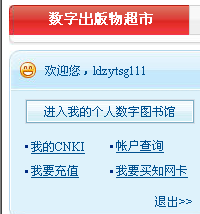 数字出版物超市
欢迎您，ldzytsg111
进入我的个人数字图书馆
我的CNKI 帐户查询
我要充值 我要买知网卡
退出>>